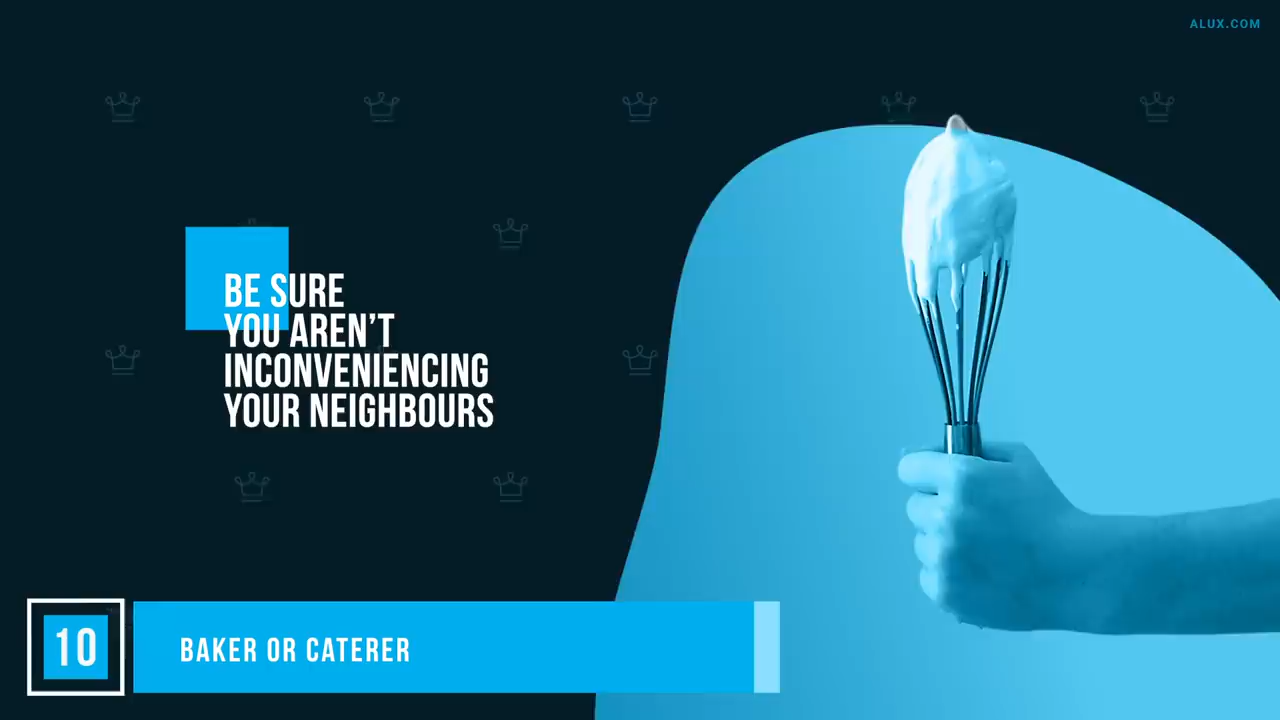 ALUX.COM
BE SURE
YOU AREN'T
INCONVENIENCING
YOUR NEIGHBOURS
10
BAKER OR CATERER